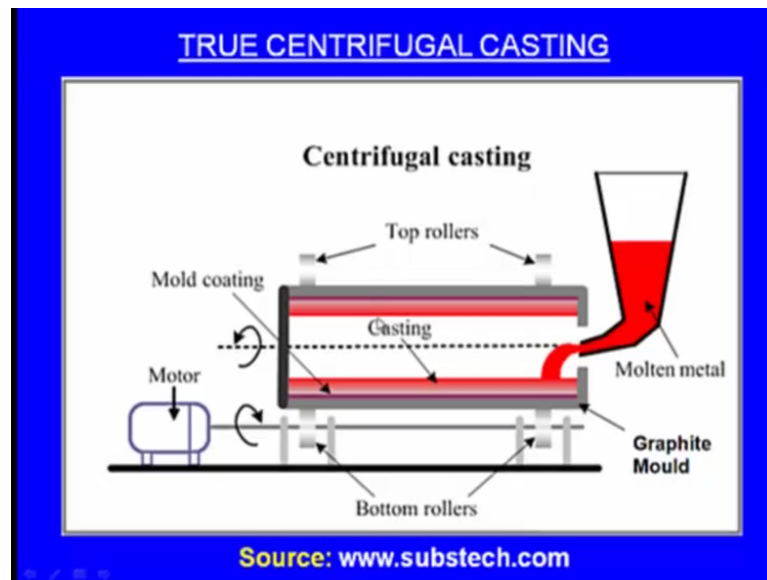 TRUE CENTRIFUGAL CASTING
Centrifugal casting
Top rollers
Mold coating
Casting
Motor
Molten metal
Graphite
Mould
Bottom rollers
Source: www.substech.com